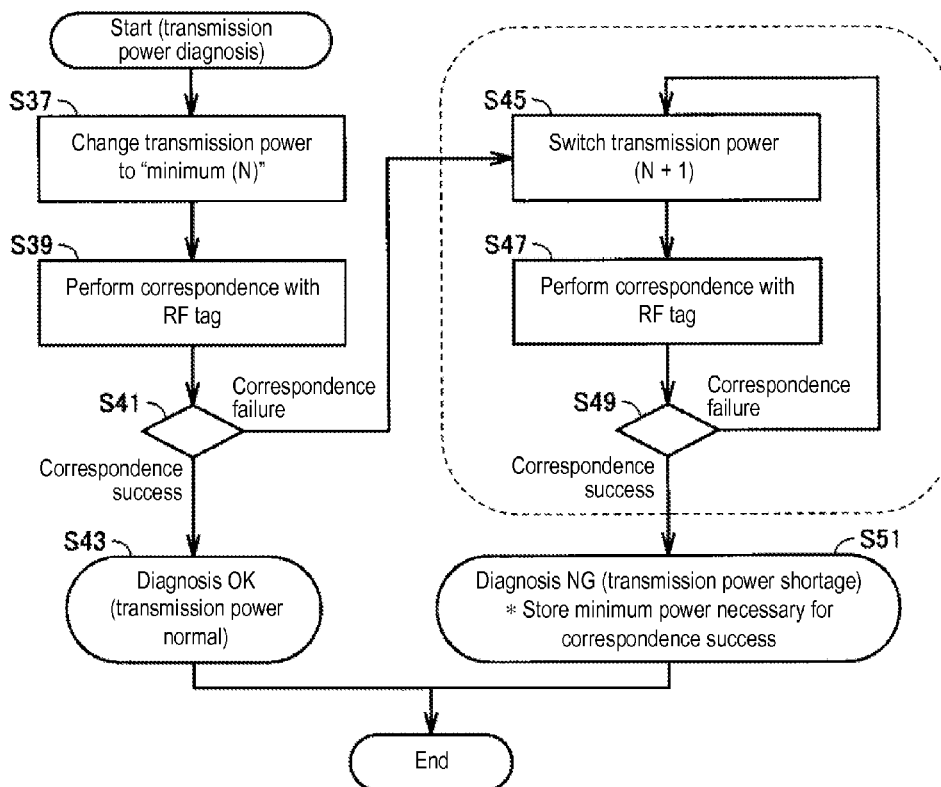 Start (transmission
power diagnosis)
S37
Change transmission power
to “minimum (N)”
S39
Perform correspondence with
RF tag
S41
Correspondence
failure
Correspondence
success
S43
Diagnosis OK
(transmission power
normal)
S45
Switch transmission power
(N + 1)
S47
Perform correspondence with
RF tag
S49
Correspondence
failure
Correspondence
success
S51
Diagnosis NG (transmission power shortage)
* Store minimum power necessary for
correspondence success
End